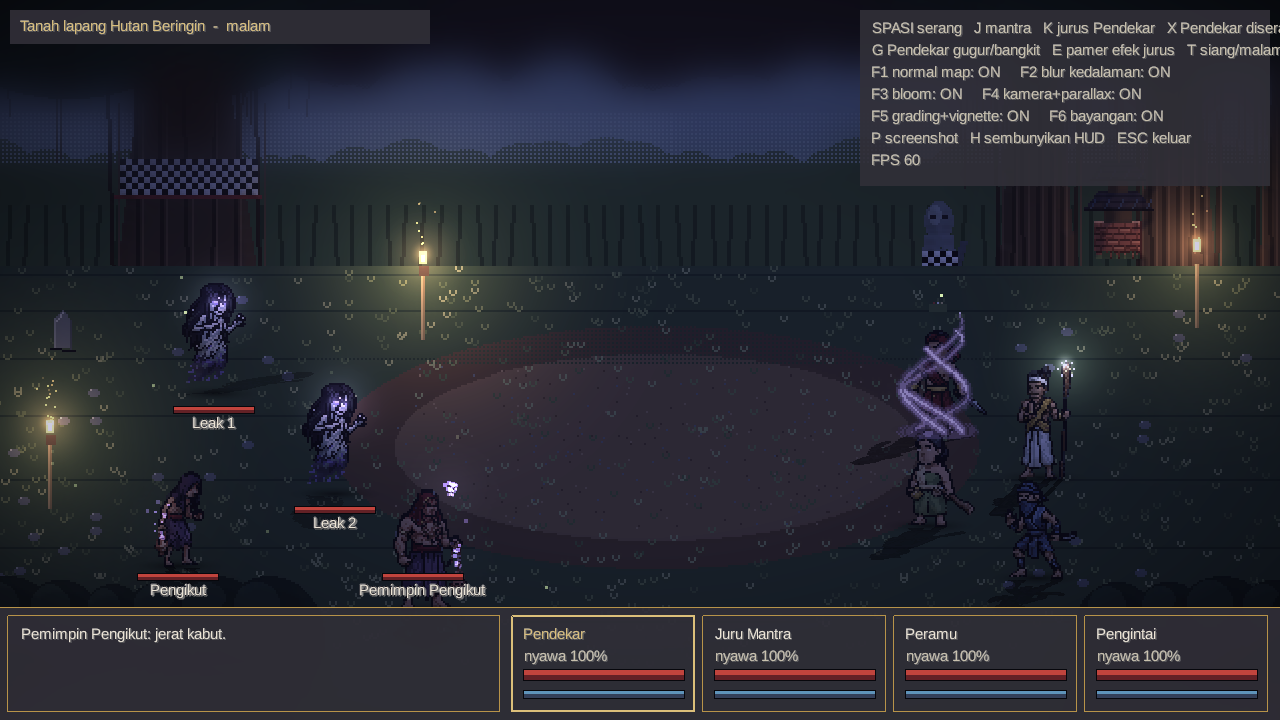 Tanah lapang Hutan Beringin - malam
SPASI serang J mantra K jurus Pendekar X Pendekar disera
G Pendekar gugur/bangkit E pamer efek jurus T siang/malam
F1 normal map: ON F2 blur kedalaman: ON
F3 bloom: ON F4 kamera+parallax: ON
F5 grading+vignette: ON F6 bayangan: ON
P screenshot H sembunyikan HUD ESC keluar
FPS 60
Leak 1
Leak 2
Pengikut
Pemimpin Pengikut
Pemimpin Pengikut: jerat kabut.
Pendekar
nyawa 100%
Juru Mantra
nyawa 100%
Peramu
nyawa 100%
Pengintai
nyawa 100%